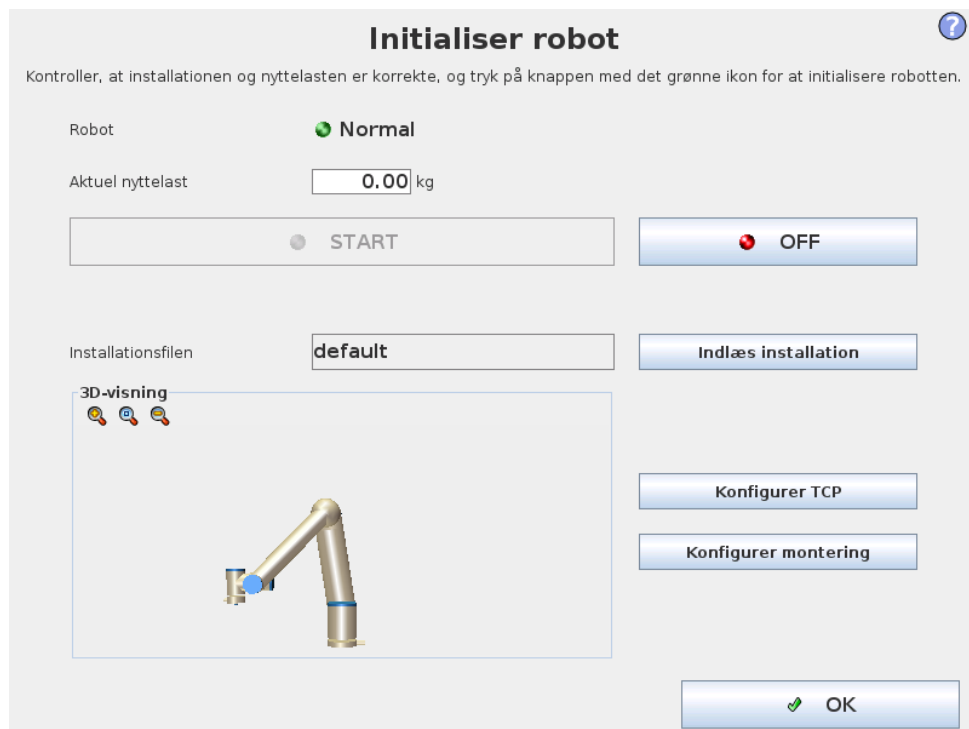 Initialiser robot
?
Kontroller, at installationen og nyttelasten er korrekte, og tryk på knappen med det grønne ikon for at initialisere robotten.
Robot Normal
Aktuel nyttelast 0.00 kg
START OFF
Installationsfilen default Indlæs installation
3D-visning
Konfigurer TCP
Konfigurer montering
OK